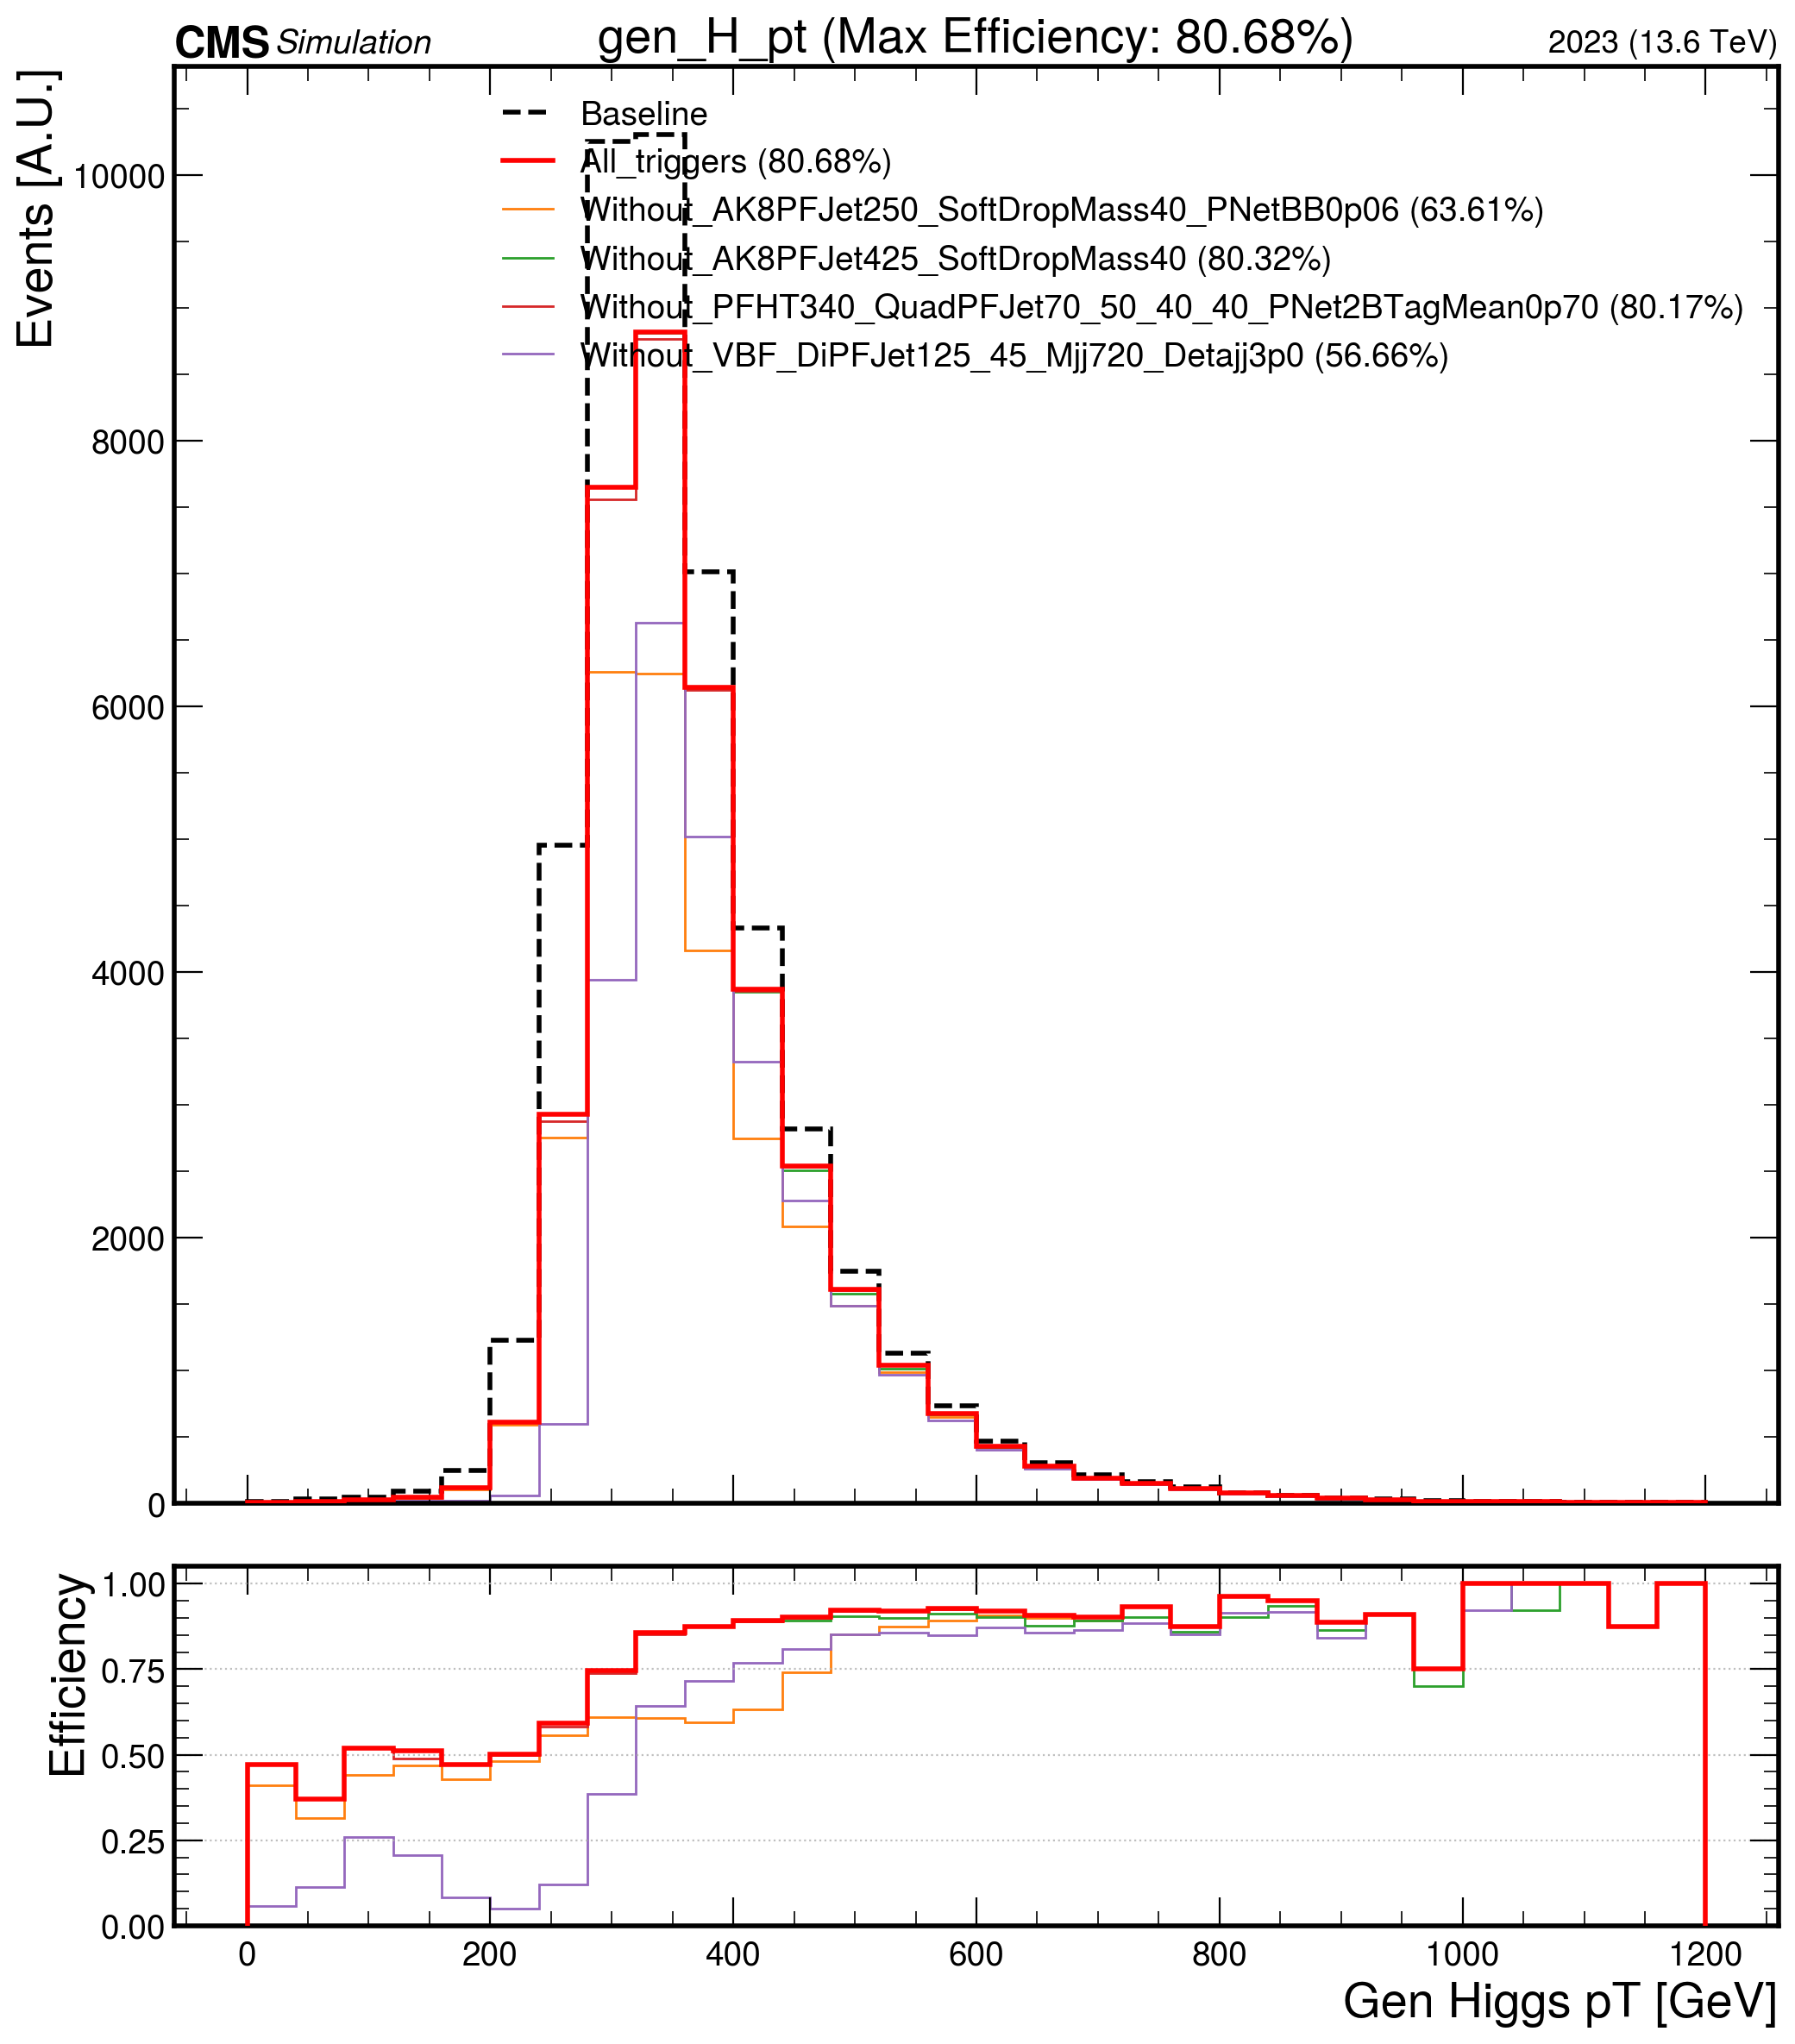 CMS Simulation gen_H_pt (Max Efficiency: 80.68%) 2023 (13.6 TeV)
Events [A.U.]
Baseline
All_triggers (80.68%)
Without_AK8PFJet250_SoftDropMass40_PNetBB0p06 (63.61%)
Without_AK8PFJet425_SoftDropMass40 (80.32%)
Without_PFHT340_QuadPFJet70_50_40_40_PNet2BTagMean0p70 (80.17%)
Without_VBF_DiPFJet125_45_Mjj720_Detajj3p0 (56.66%)
10000
8000
6000
4000
2000
0
Efficiency
1.00
0.75
0.50
0.25
0.00
0 200 400 600 800 1000 1200
Gen Higgs pT [GeV]